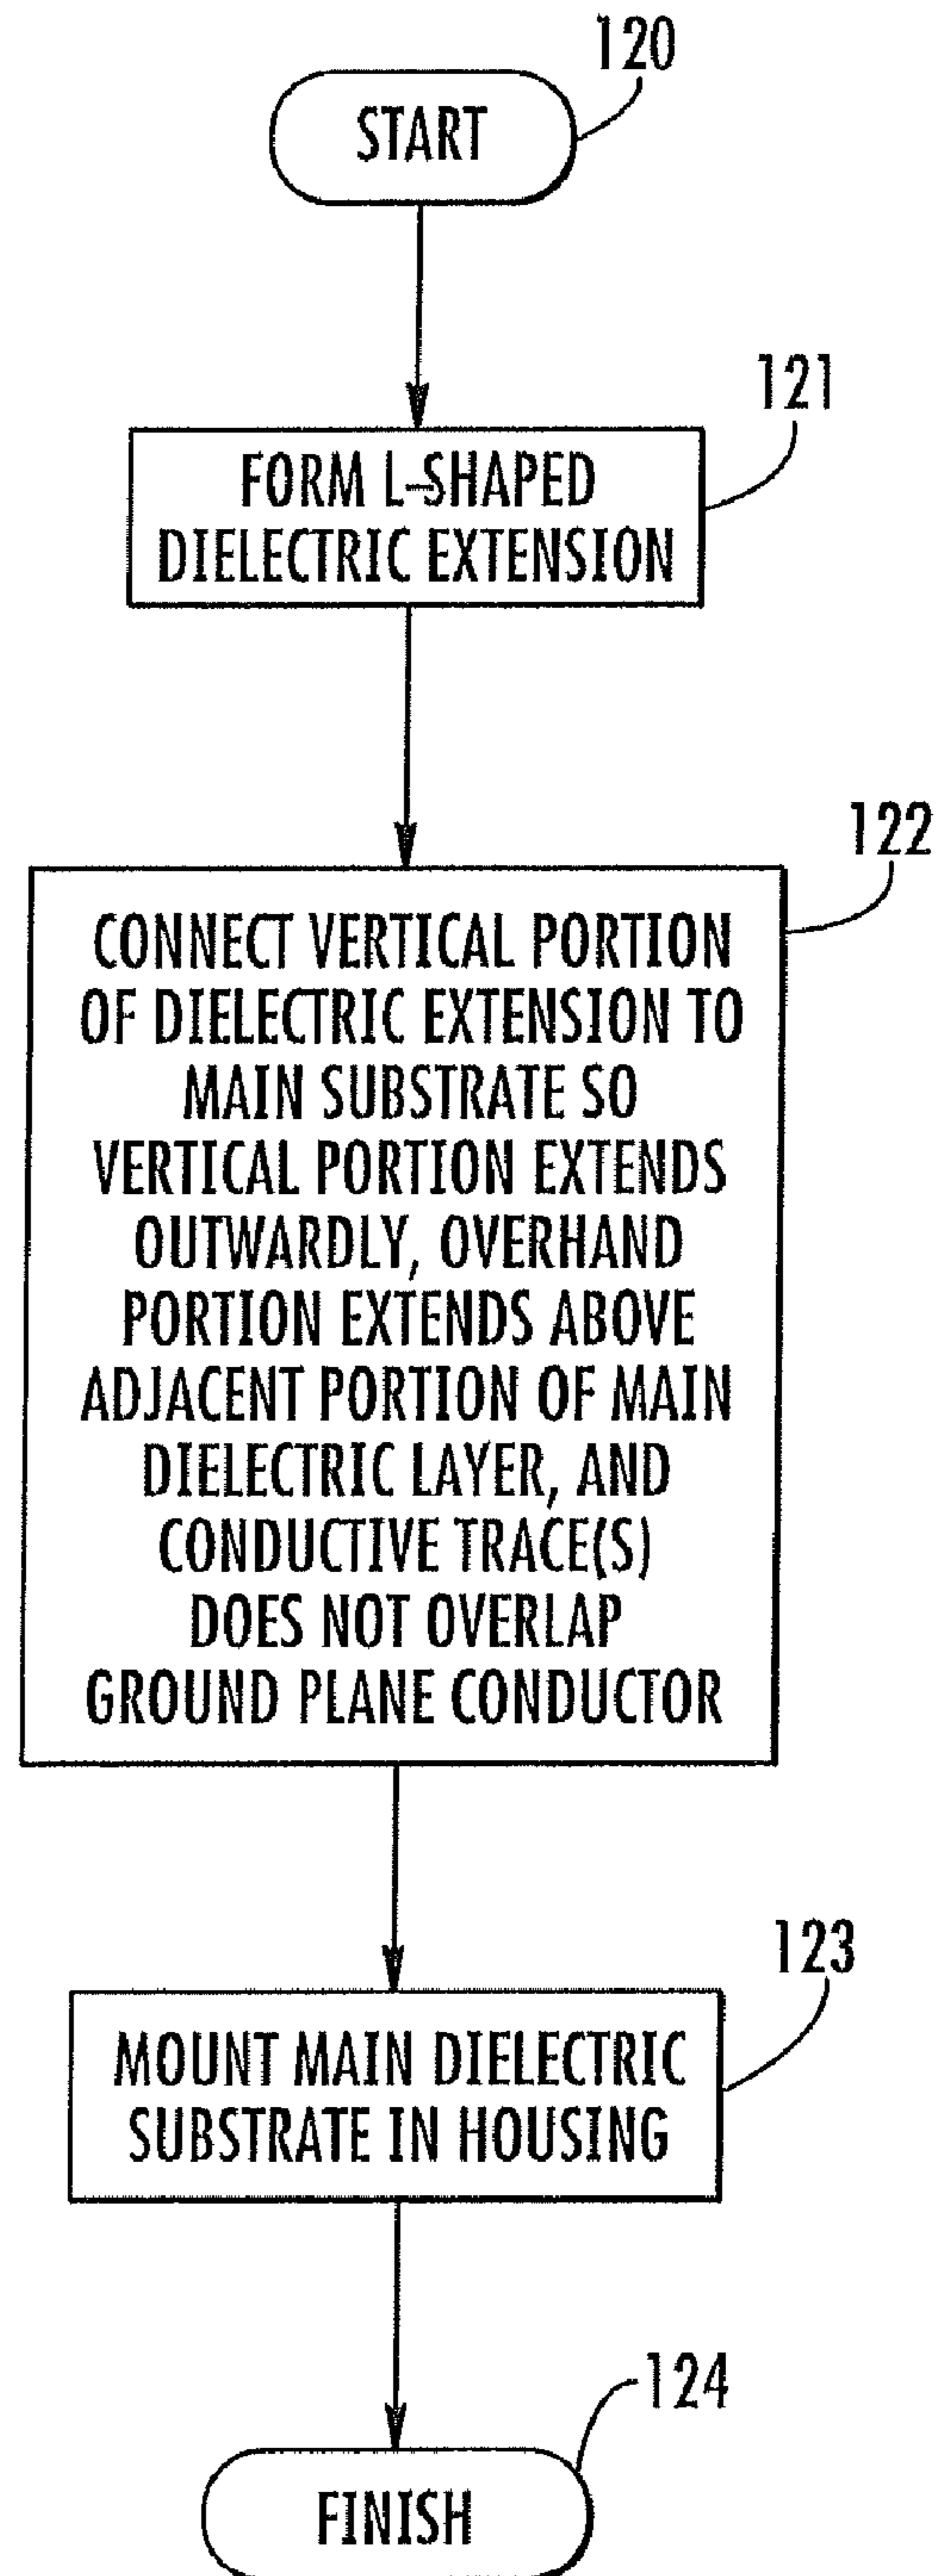 120
START
121
FORM L-SHAPED
DIELECTRIC EXTENSION
122
CONNECT VERTICAL PORTION
OF DIELECTRIC EXTENSION TO
MAIN SUBSTRATE SO
VERTICAL PORTION EXTENDS
OUTWARDLY, OVERHAND
PORTION EXTENDS ABOVE
ADJACENT PORTION OF MAIN
DIELECTRIC LAYER, AND
CONDUCTIVE TRACE(S)
DOES NOT OVERLAP
GROUND PLANE CONDUCTOR
123
MOUNT MAIN DIELECTRIC
SUBSTRATE IN HOUSING
124
FINISH